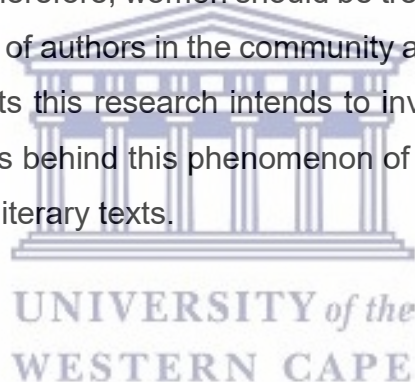 herefore, women should be tre
of authors in the community a
ts this research intends to inv
s behind this phenomenon of
iterary texts.
UNIVERSITY of the
WESTERN CAPE